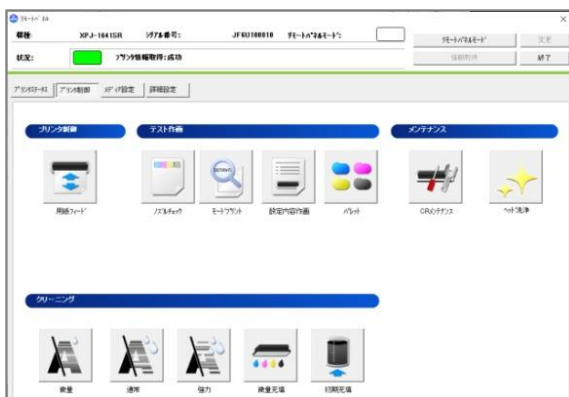 リモートパネル
機種: XPJ-1641SR シリアル番号: JF6U100010 リモートパネルモード:
リモートパネルモード 変更
状況: プリンタ情報取得:成功
情報取得 終了
プリンタステータス プリンタ制御 メディア設定 詳細設定
プリンタ制御 テスト作画 メンテナンス
用紙フィード ノズルチェック モードプリント 設定内容作画 パレット CRメンテナンス ヘッド洗浄
クリーニング
微量 通常 強力 微量充填 初期充填